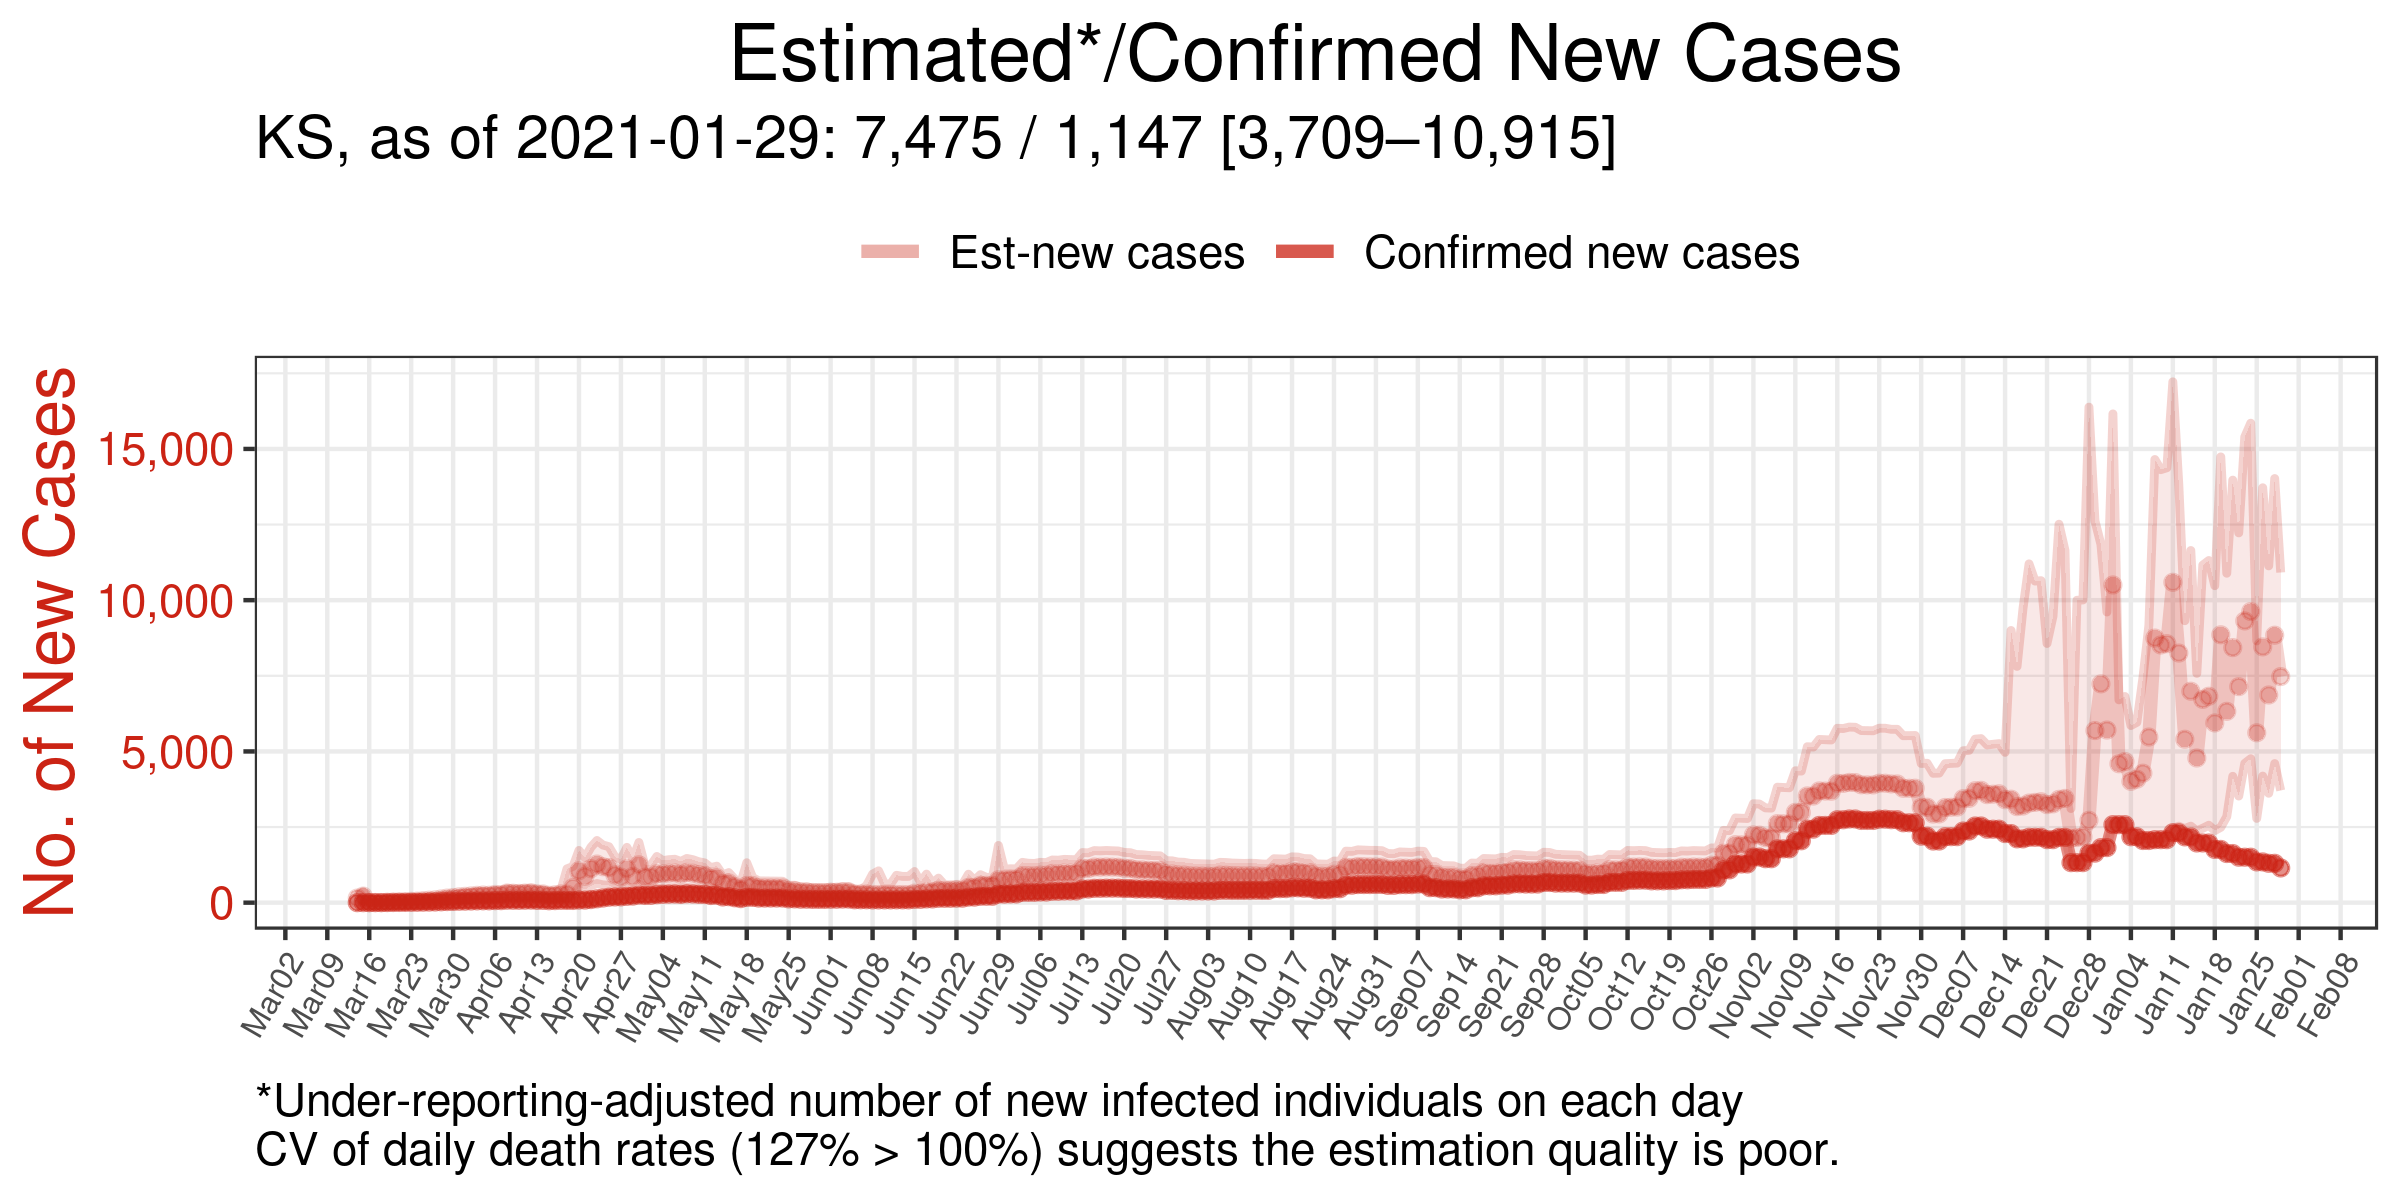 Estimated*/Confirmed New Cases
KS, as of 2021-01-29: 7,475 / 1,147 [3,709–10,915]
Est-new cases
Confirmed new cases
No. of New Cases
15,000
10,000
5,000
0
Mar02
Mar09
Mar16
Mar23
Mar30
Apr06
Apr13
Apr20
Apr27
May04
May11
May18
May25
Jun01
Jun08
Jun15
Jun22
Jun29
Jul06
Jul13
Jul20
Jul27
Aug03
Aug10
Aug17
Aug24
Aug31
Sep07
Sep14
Sep21
Sep28
Oct05
Oct12
Oct19
Oct26
Nov02
Nov09
Nov16
Nov23
Nov30
Dec07
Dec14
Dec21
Dec28
Jan04
Jan11
Jan18
Jan25
Feb01
Feb08
*Under-reporting-adjusted number of new infected individuals on each day
CV of daily death rates (127% > 100%) suggests the estimation quality is poor.